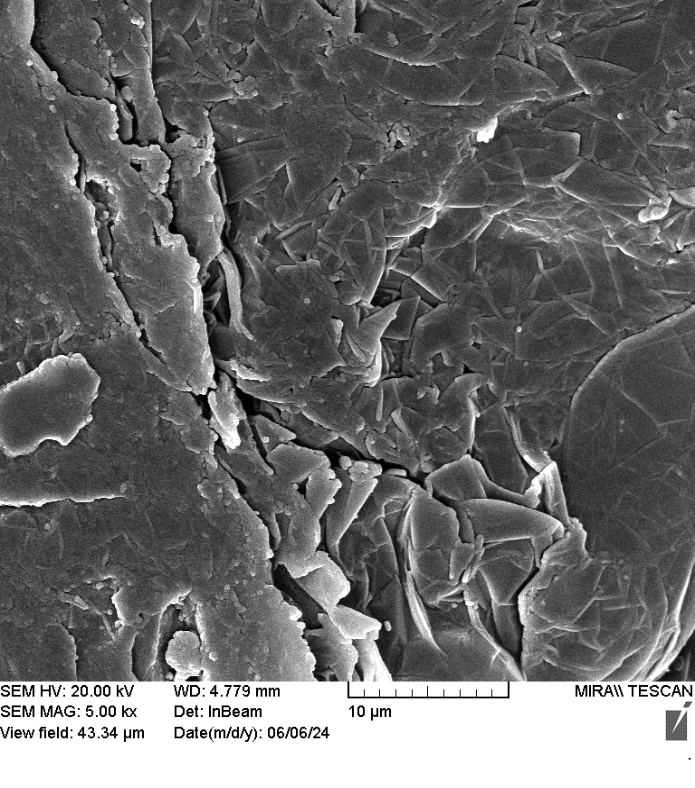 SEM HV: 20.00 kV WD: 4.779 mm MIRA\\ TESCAN
SEM MAG: 5.00 kx Det: InBeam 10 µm
View field: 43.34 µm Date(m/d/y): 06/06/24